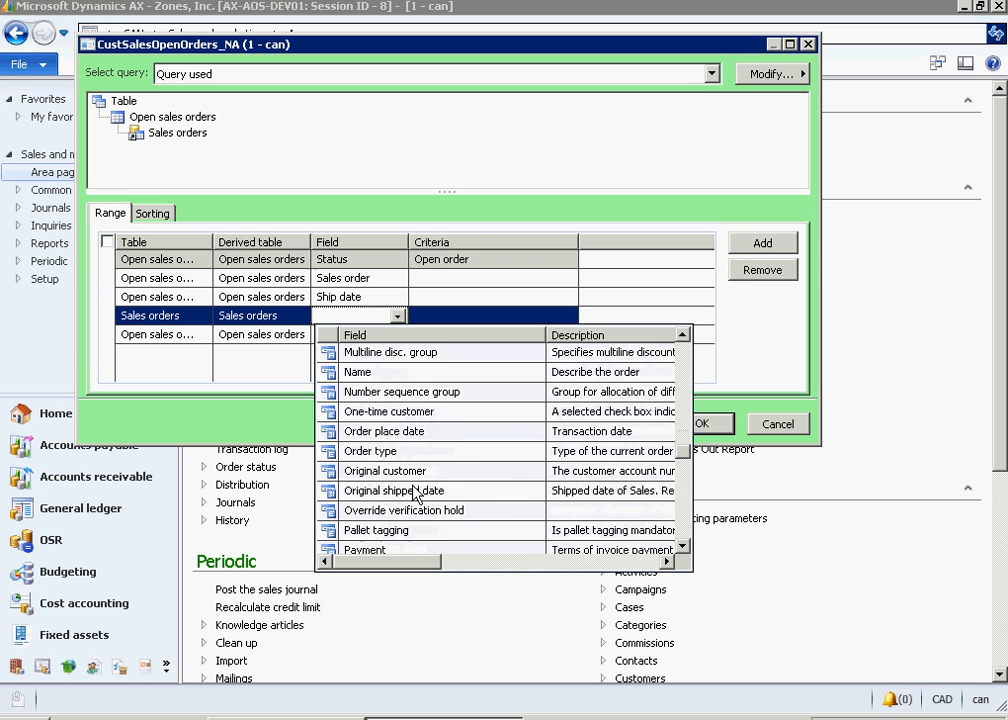 Microsoft Dynamics AX - Zones, Inc. [AX-AOS-DEV01: Session ID - 8] - [1 - can]
CustSalesOpenOrders_NA (1 - can)
File
Select query:
Query used
Modify...
Favorites
My favor
Table
Open sales orders
Sales orders
Sales and m
Area pag
Common
Journals
Inquiries
Reports
Periodic
Setup
Range
Sorting
Table Derived table Field Criteria
Open sales o... Open sales orders Status Open order
Open sales o... Open sales orders Sales order
Open sales o... Open sales orders Ship date
Sales orders Sales orders
Open sales o... Open sales orders
Add
Remove
Field Description
Multiline disc. group Specifies multiline discount
Name Describe the order
Number sequence group Group for allocation of diff
One-time customer A selected check box indic
Order place date Transaction date
Order type Type of the current order
Original customer The customer account nur
Original shipped date Shipped date of Sales. Re
Override verification hold
Pallet tagging Is pallet tagging mandator
Payment Terms of invoice payment
OK
Cancel
Home
Accounts payable
Accounts receivable
General ledger
OSR
Budgeting
Cost accounting
Fixed assets
Transaction log
Order status
Distribution
Journals
History
s Out Report
ng parameters
Periodic
Post the sales journal
Recalculate credit limit
Knowledge articles
Clean up
Import
Mailings
Activities
Campaigns
Cases
Categories
Commissions
Contacts
Customers
(0)
CAD
can